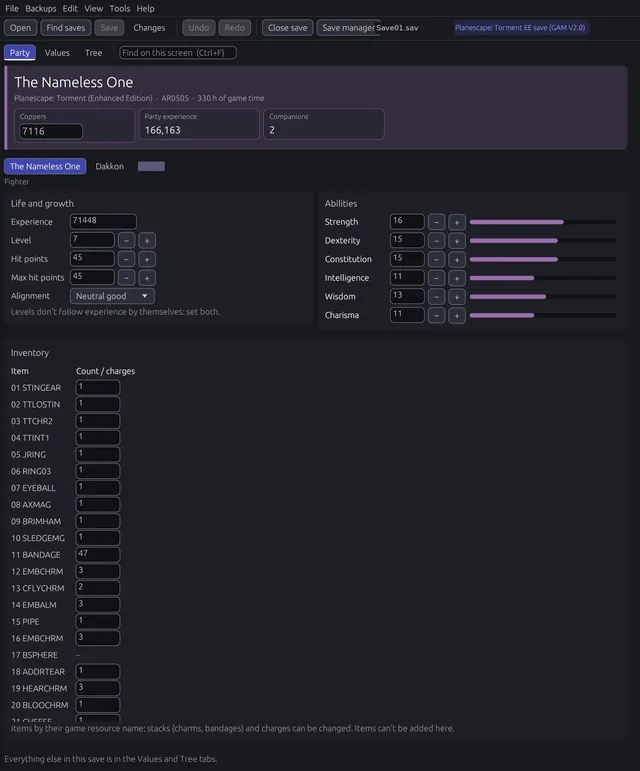 File Backups Edit View Tools Help
Open Find saves Save Changes Undo Redo Close save Save manager Save01.sav Planescape: Torment EE save (GAM V2.0)
Party Values Tree Find on this screen (Ctrl+F)
The Nameless One
Planescape: Torment (Enhanced Edition) · AR0505 · 330 h of game time
Coppers Party experience Companions
7116 166,163 2
The Nameless One Dakkon
Fighter
Life and growth
Experience 71448
Level 7 − +
Hit points 45 − +
Max hit points 45 − +
Alignment Neutral good
Levels don't follow experience by themselves: set both.
Abilities
Strength 16 − +
Dexterity 15 − +
Constitution 15 − +
Intelligence 11 − +
Wisdom 13 − +
Charisma 11 − +
Inventory
Item Count / charges
01 STINGEAR 1
02 TTLOSTIN 1
03 TTCHR2 1
04 TTINT1 1
05 JRING 1
06 RING03 1
07 EYEBALL 1
08 AXMAG 1
09 BRIMHAM 1
10 SLEDGEMG 1
11 BANDAGE 47
12 EMBCHRM 3
13 CFLYCHRM 2
14 EMBALM 3
15 PIPE 1
16 EMBCHRM 3
17 BSPHERE –
18 ADDRTEAR 1
19 HEARCHRM 3
20 BLOOCHRM 1
21 CHEESE 1
Items by their game resource name; stacks (charms, bandages) and charges can be changed. Items can't be added here.
Everything else in this save is in the Values and Tree tabs.